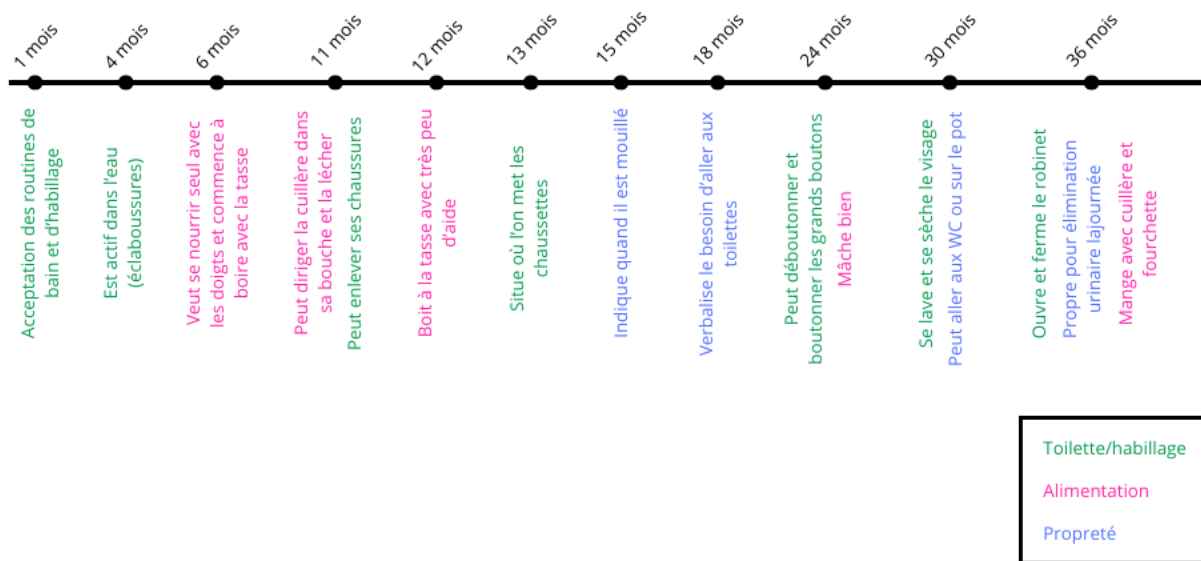 1 mois
4 mois
6 mois
11 mois
12 mois
13 mois
15 mois
18 mois
24 mois
30 mois
36 mois
Acceptation des routines de
bain et d'habillage
Est actif dans l'eau
(éclaboussures)
Veut se nourrir seul avec
les doigts et commence à
boire avec la tasse
Peut diriger la cuillère dans
sa bouche et la lécher
Peut enlever ses chaussures
Boit à la tasse avec très peu
d'aide
Situe où l'on met les
chaussettes
Indique quand il est mouillé
Verbalise le besoin d'aller aux
toilettes
Peut déboutonner et
boutonner les grands boutons
Mâche bien
Se lave et se sèche le visage
Peut aller aux WC ou sur le pot
Ouvre et ferme le robinet
Propre pour élimination
urinaire lajournée
Mange avec cuillère et
fourchette
Toilette/habillage
Alimentation
Propreté